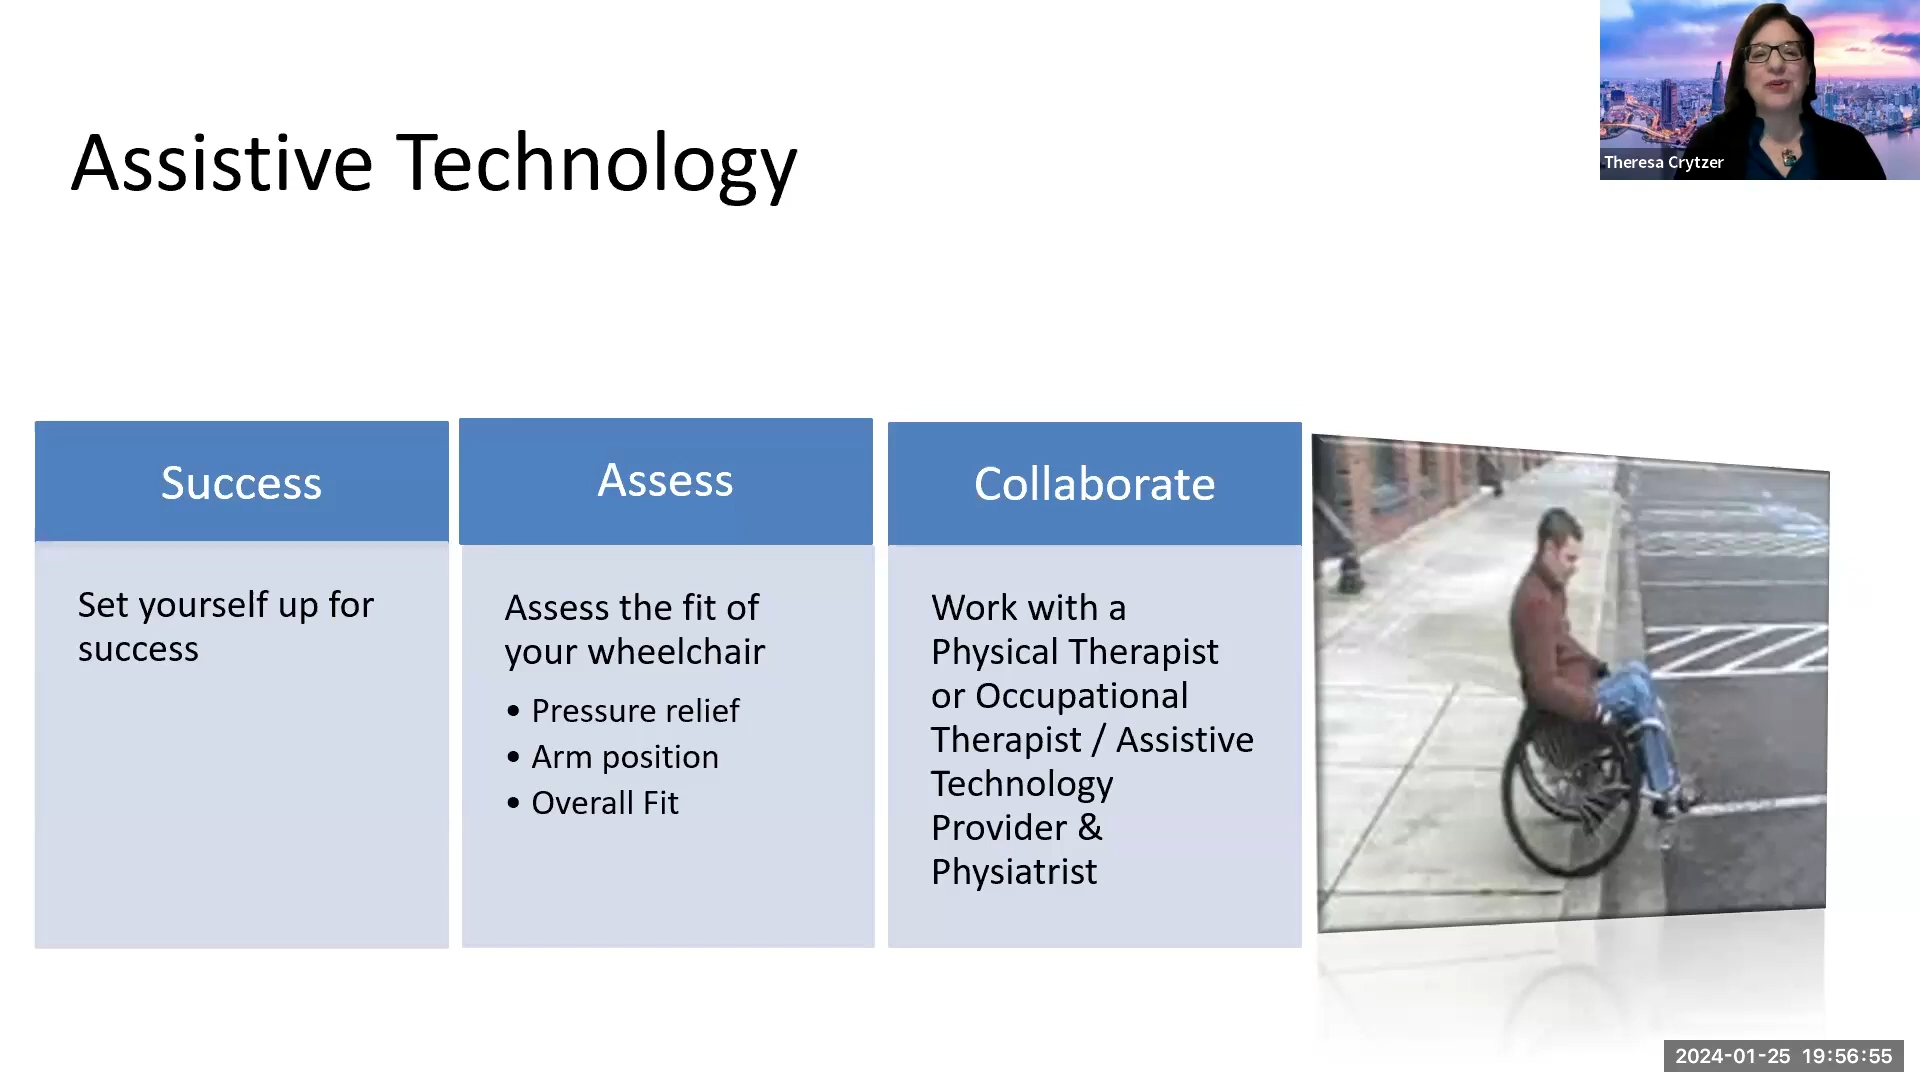 Theresa Crytzer
Assistive Technology
Success
Set yourself up for
success
Assess
Assess the fit of
your wheelchair
• Pressure relief
• Arm position
• Overall Fit
Collaborate
Work with a
Physical Therapist
or Occupational
Therapist / Assistive
Technology
Provider &
Physiatrist
2024-01-25 19:56:55